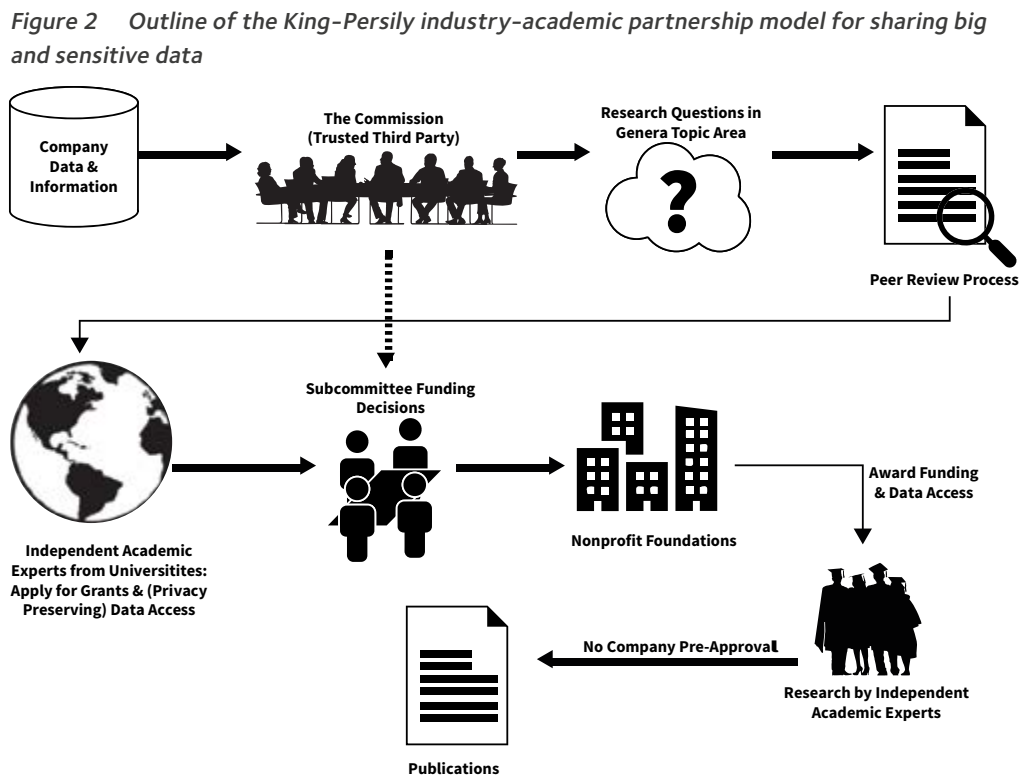 Figure 2 Outline of the King-Persily industry-academic partnership model for sharing big
and sensitive data
Company
Data &
Information
The Commission
(Trusted Third Party)
Research Questions in
Genera Topic Area
?
Peer Review Process
Independent Academic
Experts from Universitites:
Apply for Grants & (Privacy
Preserving) Data Access
Subcommittee Funding
Decisions
Nonprofit Foundations
Award Funding
& Data Access
Research by Independent
Academic Experts
No Company Pre-Approval
Publications